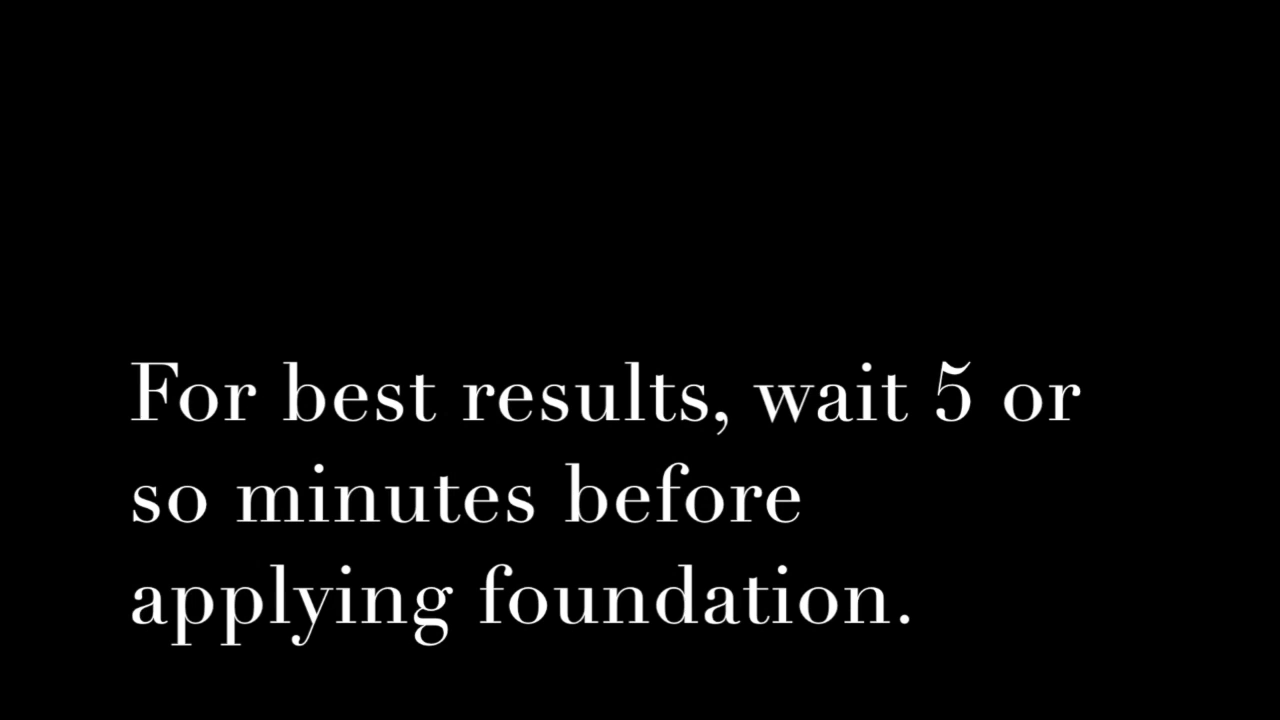 For best results, wait 5 or
so minutes before
applying foundation.